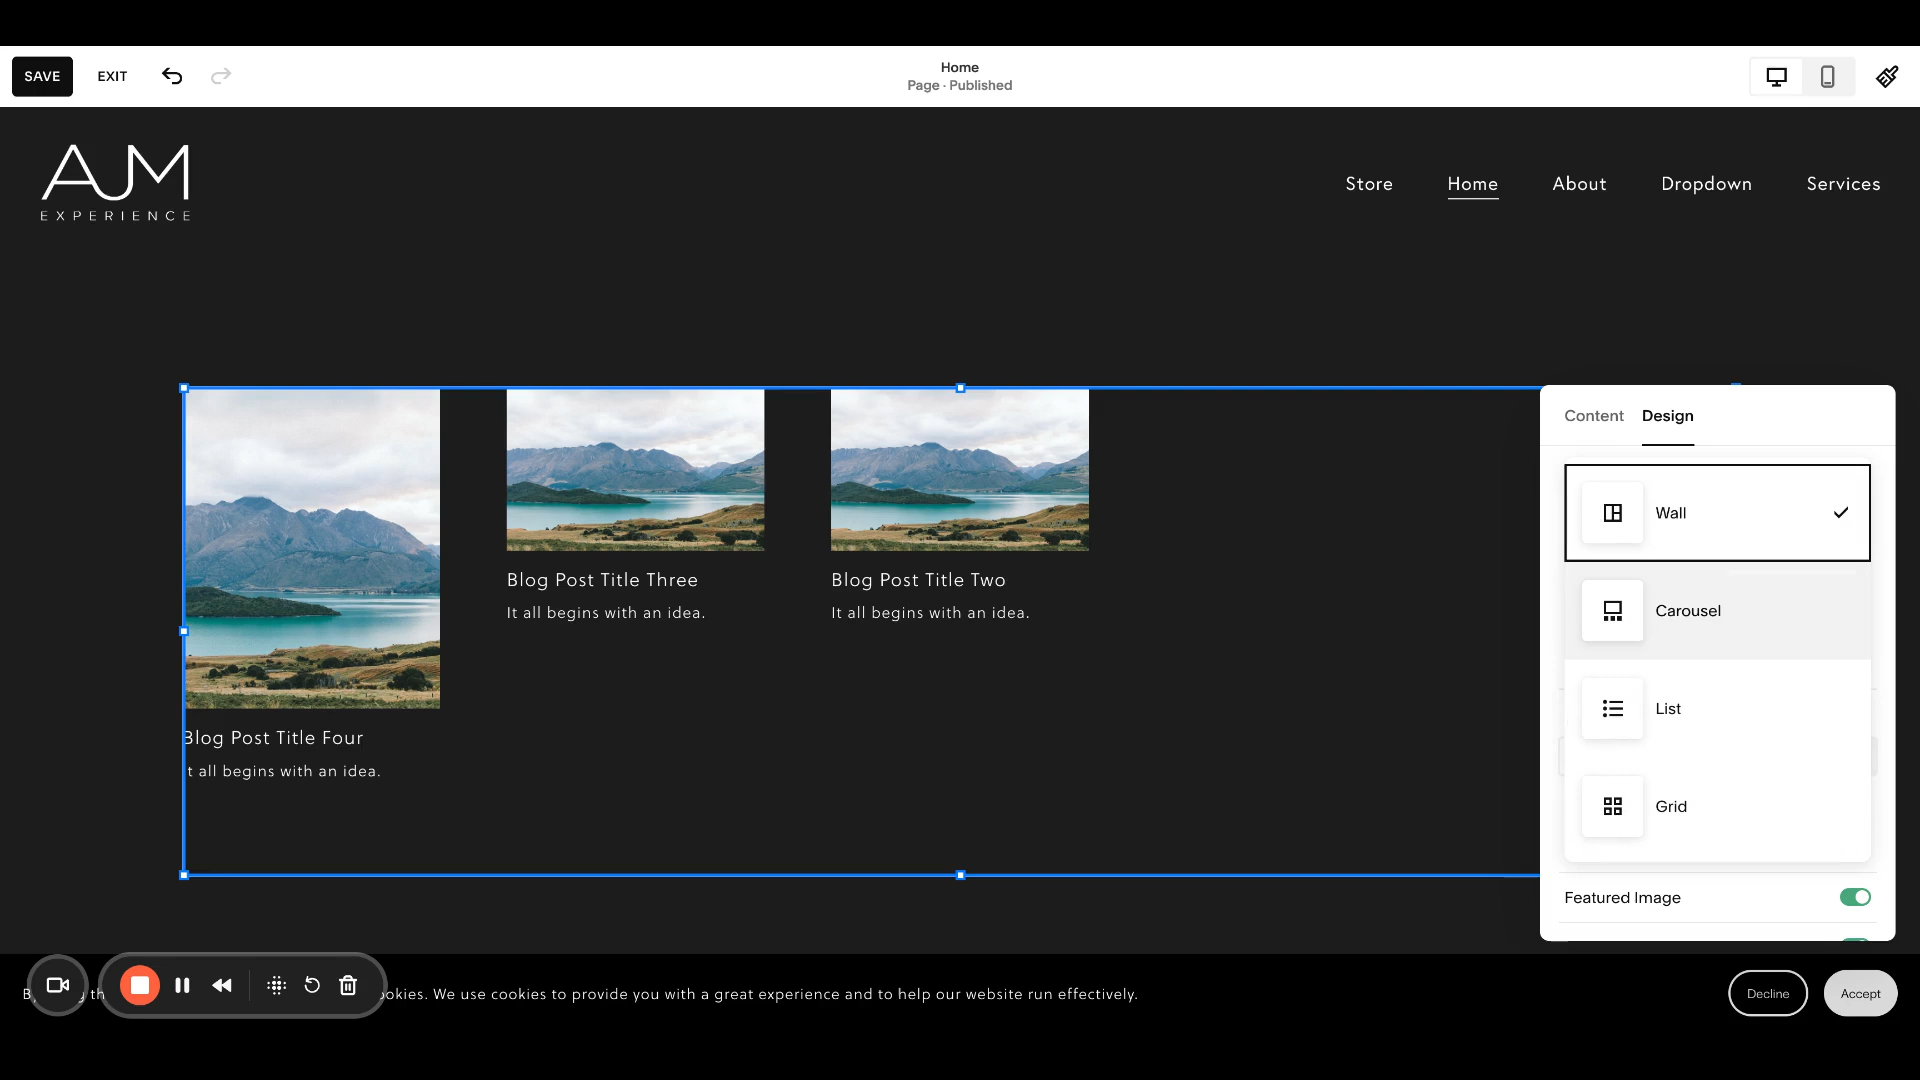 SAVE
EXIT
Home
Page · Published
AJM
EXPERIENCE
Store
Home
About
Dropdown
Services
Content
Design
Wall
Carousel
List
Grid
Featured Image
Blog Post Title Three
It all begins with an idea.
Blog Post Title Two
It all begins with an idea.
Blog Post Title Four
It all begins with an idea.
We use cookies to provide you with a great experience and to help our website run effectively.
Decline
Accept